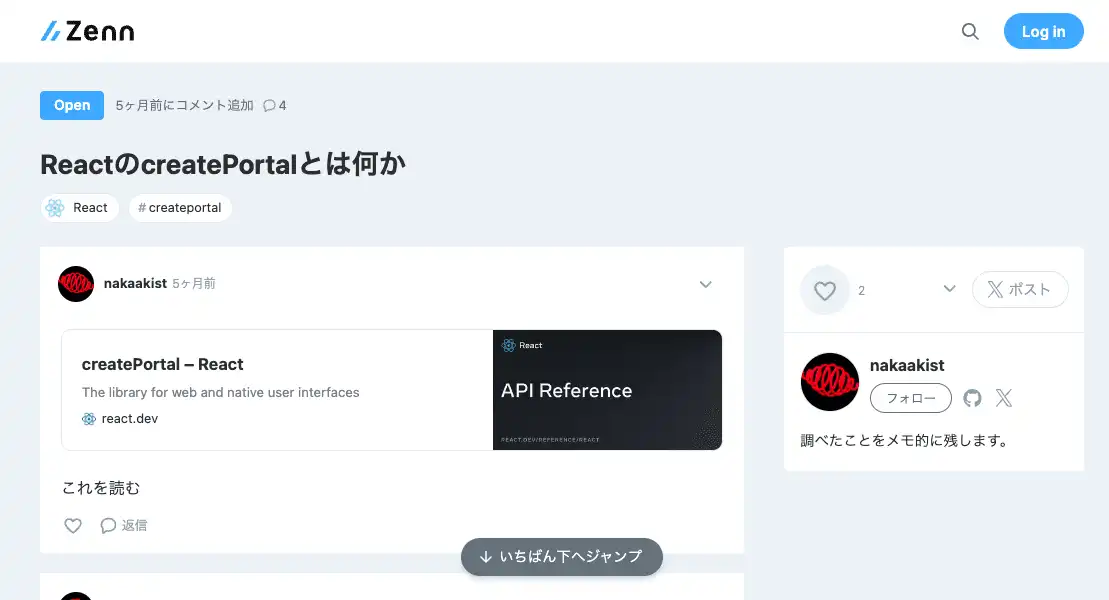 Zenn
Log in
Open 5ヶ月前にコメント追加 4
ReactのcreatePortalとは何か
React #createportal
nakaakist 5ヶ月前
createPortal – React
The library for web and native user interfaces
react.dev
React
API Reference
REACT.DEV/REFERENCE/REACT
これを読む
返信
いちばん下へジャンプ
2
ポスト
nakaakist
フォロー
調べたことをメモ的に残します。